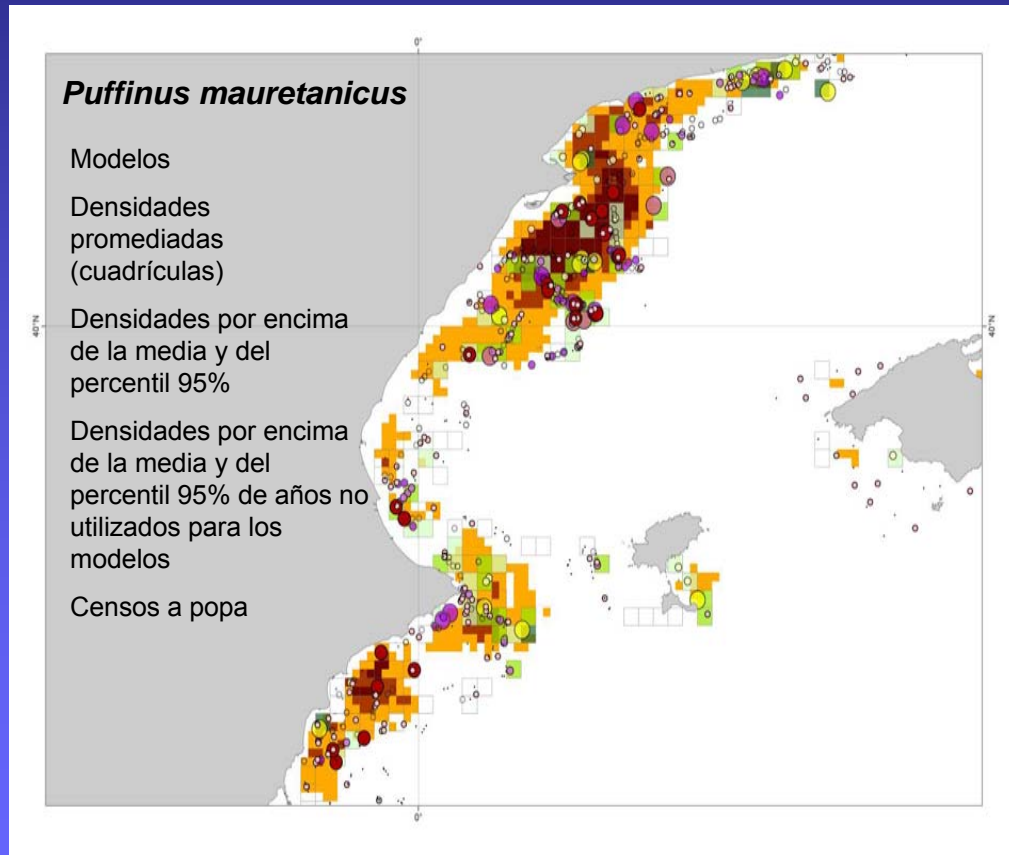 0°
Puffinus mauretanicus
Modelos
Densidades
promediadas
(cuadrículas)
Densidades por encima
de la media y del
percentil 95%
Densidades por encima
de la media y del
percentil 95% de años no
utilizados para los
modelos
Censos a popa
40°N
40°N
0°